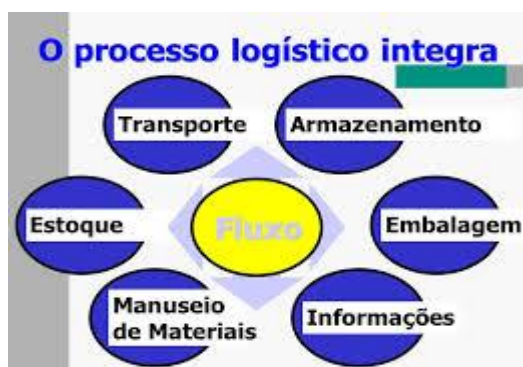 O processo logístico integra
Transporte
Armazenamento
Estoque
Fluxo
Embalagem
Manuseio
de Materiais
Informações